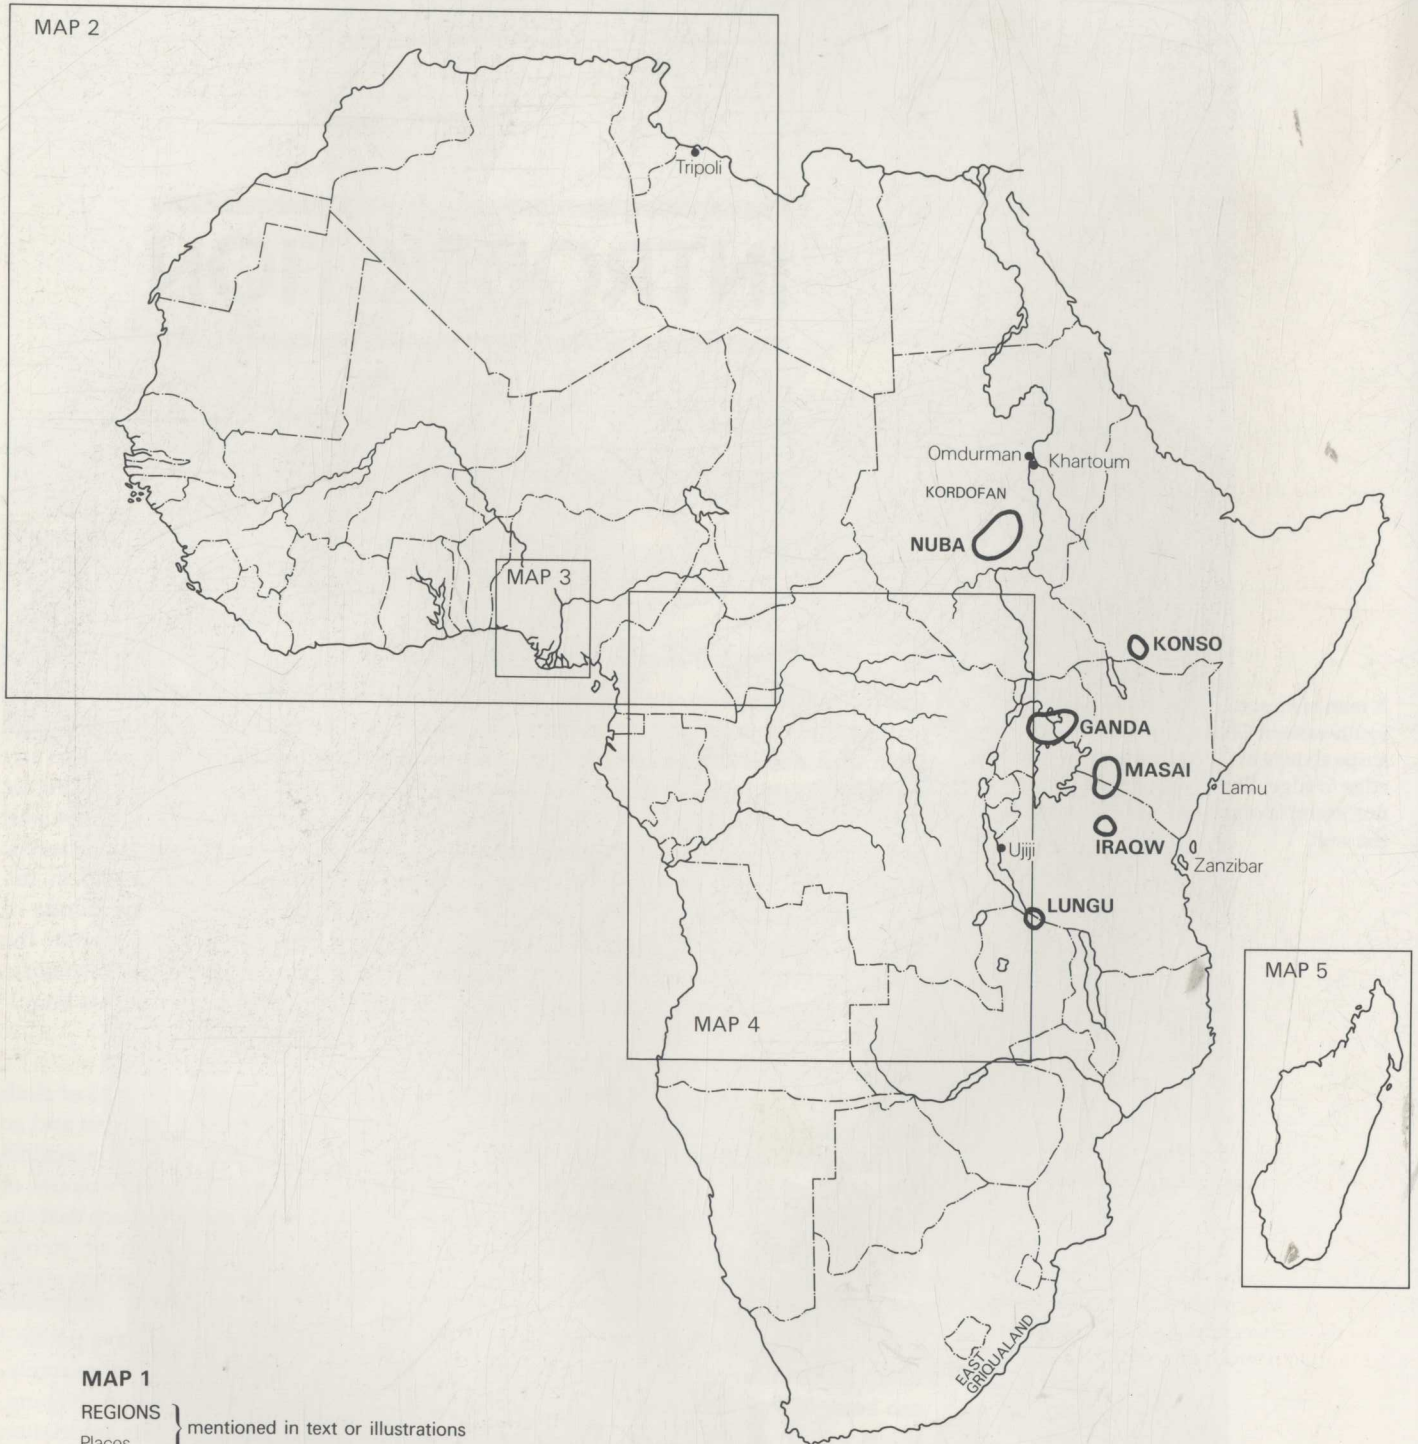 MAP 2
Tripoli
Omdurman
Khartoum
KORDOFAN
NUBA
MAP 3
KONSO
GANDA
MASAI
Lamu
IRAQW
Ujiji
Zanzibar
LUNGU
MAP 5
MAP 4
EAST
GRIQUALAND
MAP 1
REGIONS
mentioned in text or illustrations
Places